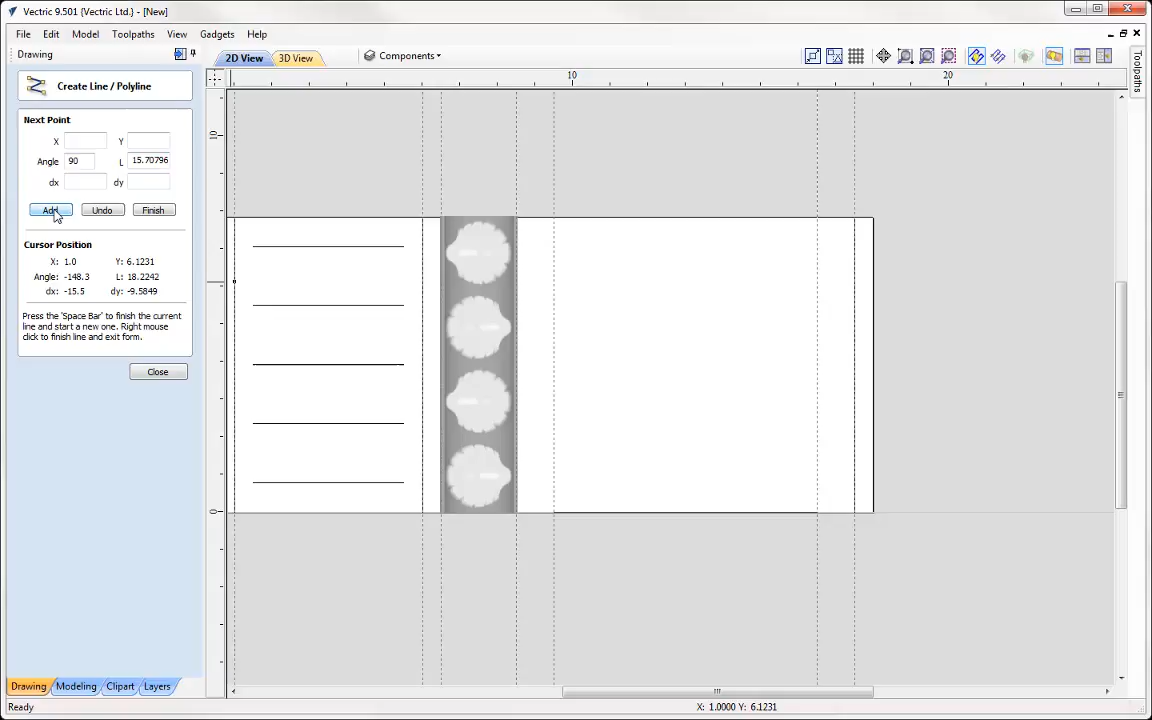 Vectric 9.501 {Vectric Ltd.} - [New]
File Edit Model Toolpaths View Gadgets Help
Drawing
2D View 3D View Components
Toolpaths
Create Line / Polyline
10 20
Next Point
X Y
Angle 90 L 15.70796
dx dy
Add Undo Finish
Cursor Position
X: 1.0 Y: 6.1231
Angle: -148.3 L: 18.2242
dx: -15.5 dy: -9.5849
Press the 'Space Bar' to finish the current
line and start a new one. Right mouse
click to finish line and exit form.
Close
10
0
Drawing Modeling Clipart Layers
Ready X: 1.0000 Y: 6.1231